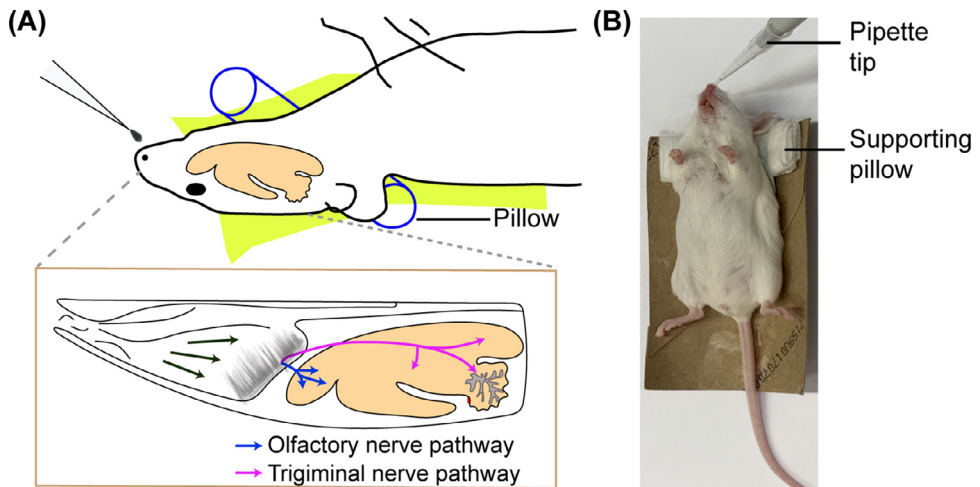 (A)
Pillow
Olfactory nerve pathway
Trigiminal nerve pathway
(B)
Pipette
tip
Supporting
pillow